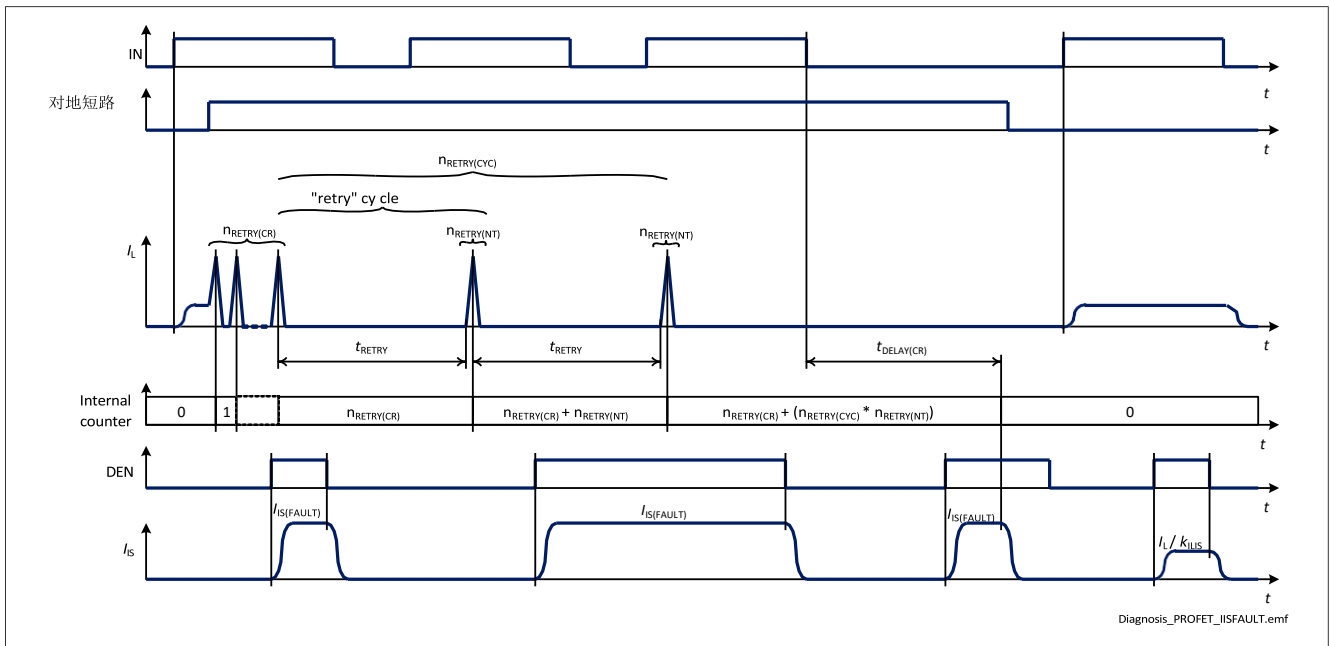 IN
t
对地短路
t
nRETRY(CYC)
"retry" cy cle
nRETRY(CR)
nRETRY(NT)
nRETRY(NT)
IL
t
tRETRY
tRETRY
tDELAY(CR)
Internal
counter
0
1
nRETRY(CR)
nRETRY(CR) + nRETRY(NT)
nRETRY(CR) + (nRETRY(CYC) * nRETRY(NT))
0
t
DEN
t
IIS(FAULT)
IIS(FAULT)
IIS(FAULT)
IL / kILIS
IIS
t
Diagnosis_PROFET_IISFAULT.emf